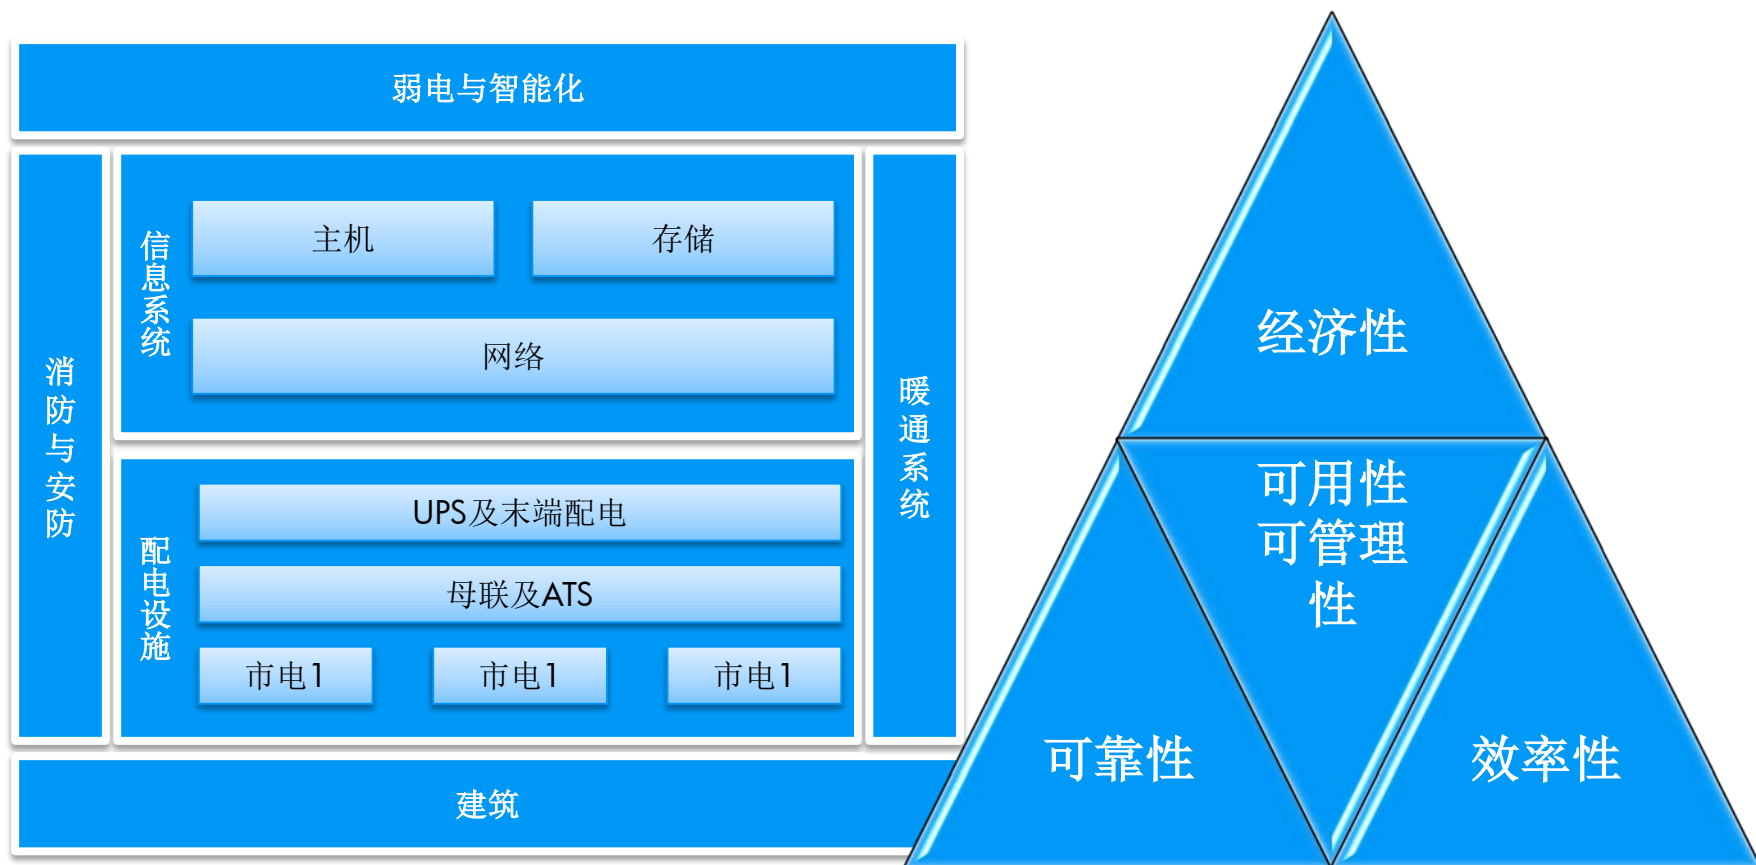 弱电与智能化
消防与安防
信息系统
主机
存储
网络
暖通系统
配电设施
UPS及末端配电
母联及ATS
市电1
市电1
市电1
建筑
经济性
可用性
可管理
性
可靠性
效率性